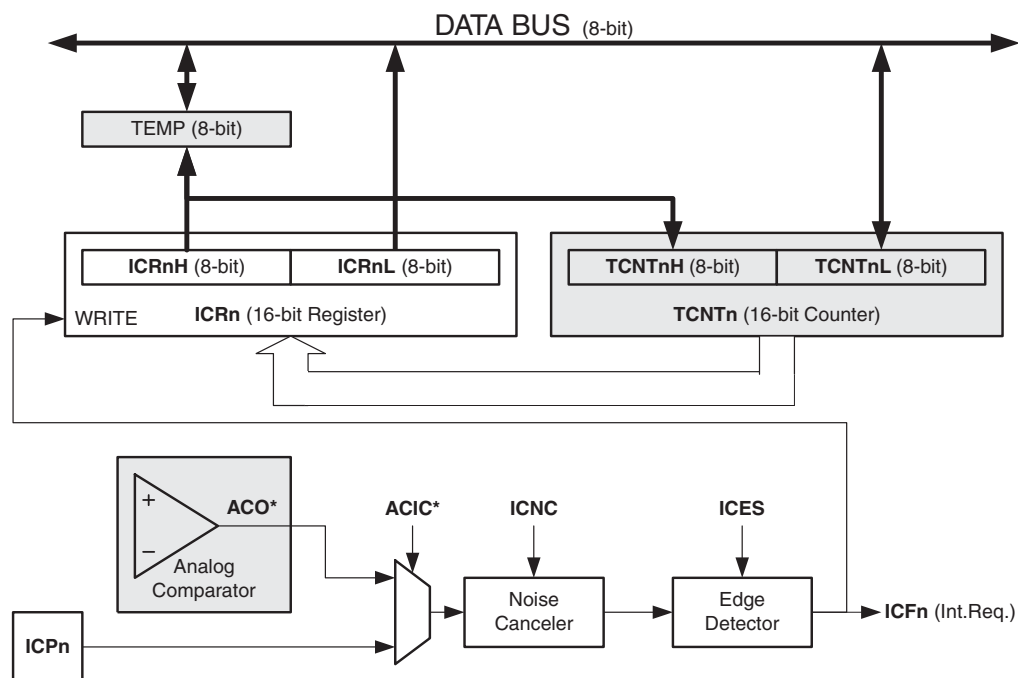 DATA BUS (8-bit)
TEMP (8-bit)
ICRnH (8-bit)
ICRnL (8-bit)
TCNTnH (8-bit)
TCNTnL (8-bit)
WRITE
ICRn (16-bit Register)
TCNTn (16-bit Counter)
+
−
ACO*
Analog
Comparator
ACIC*
ICNC
ICES
Noise
Canceler
Edge
Detector
ICFn (Int.Req.)
ICPn